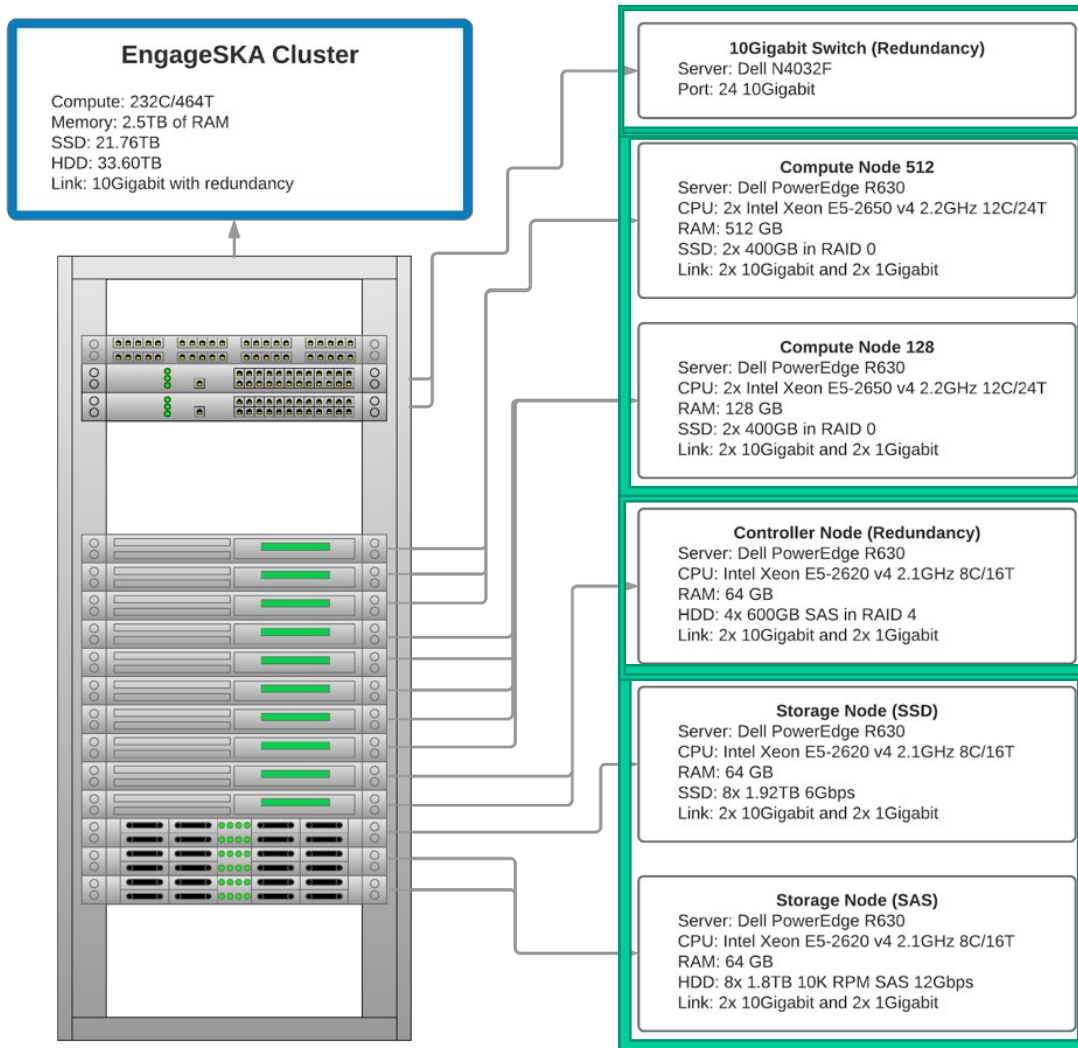 EngageSKA Cluster
Compute: 232C/464T
Memory: 2.5TB of RAM
SSD: 21.76TB
HDD: 33.60TB
Link: 10Gigabit with redundancy
10Gigabit Switch (Redundancy)
Server: Dell N4032F
Port: 24 10Gigabit
Compute Node 512
Server: Dell PowerEdge R630
CPU: 2x Intel Xeon E5-2650 v4 2.2GHz 12C/24T
RAM: 512 GB
SSD: 2x 400GB in RAID 0
Link: 2x 10Gigabit and 2x 1Gigabit
Compute Node 128
Server: Dell PowerEdge R630
CPU: 2x Intel Xeon E5-2650 v4 2.2GHz 12C/24T
RAM: 128 GB
SSD: 2x 400GB in RAID 0
Link: 2x 10Gigabit and 2x 1Gigabit
Controller Node (Redundancy)
Server: Dell PowerEdge R630
CPU: Intel Xeon E5-2620 v4 2.1GHz 8C/16T
RAM: 64 GB
HDD: 4x 600GB SAS in RAID 4
Link: 2x 10Gigabit and 2x 1Gigabit
Storage Node (SSD)
Server: Dell PowerEdge R630
CPU: Intel Xeon E5-2620 v4 2.1GHz 8C/16T
RAM: 64 GB
SSD: 8x 1.92TB 6Gbps
Link: 2x 10Gigabit and 2x 1Gigabit
Storage Node (SAS)
Server: Dell PowerEdge R630
CPU: Intel Xeon E5-2620 v4 2.1GHz 8C/16T
RAM: 64 GB
HDD: 8x 1.8TB 10K RPM SAS 12Gbps
Link: 2x 10Gigabit and 2x 1Gigabit